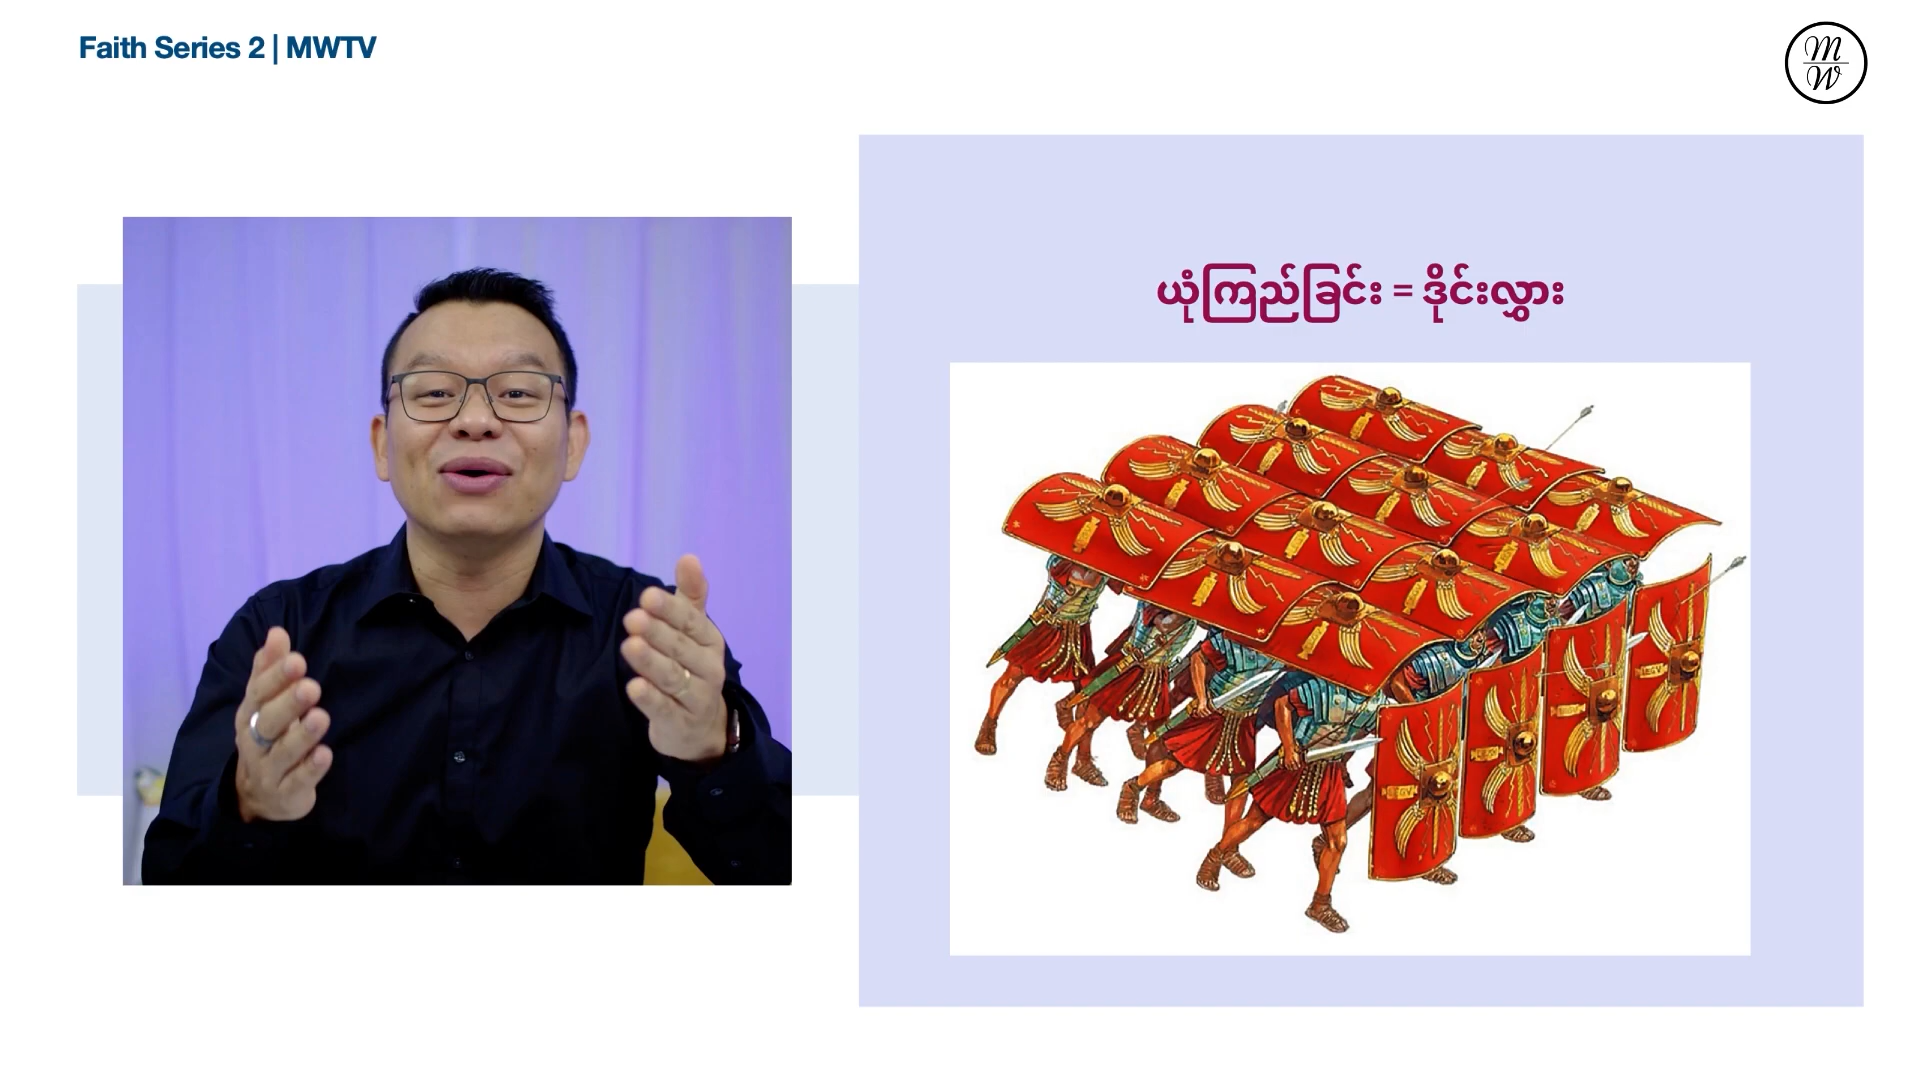 Faith Series 2 | MWTV
M
W
ယုံကြည်ခြင်း = ဒိုင်းလွှား